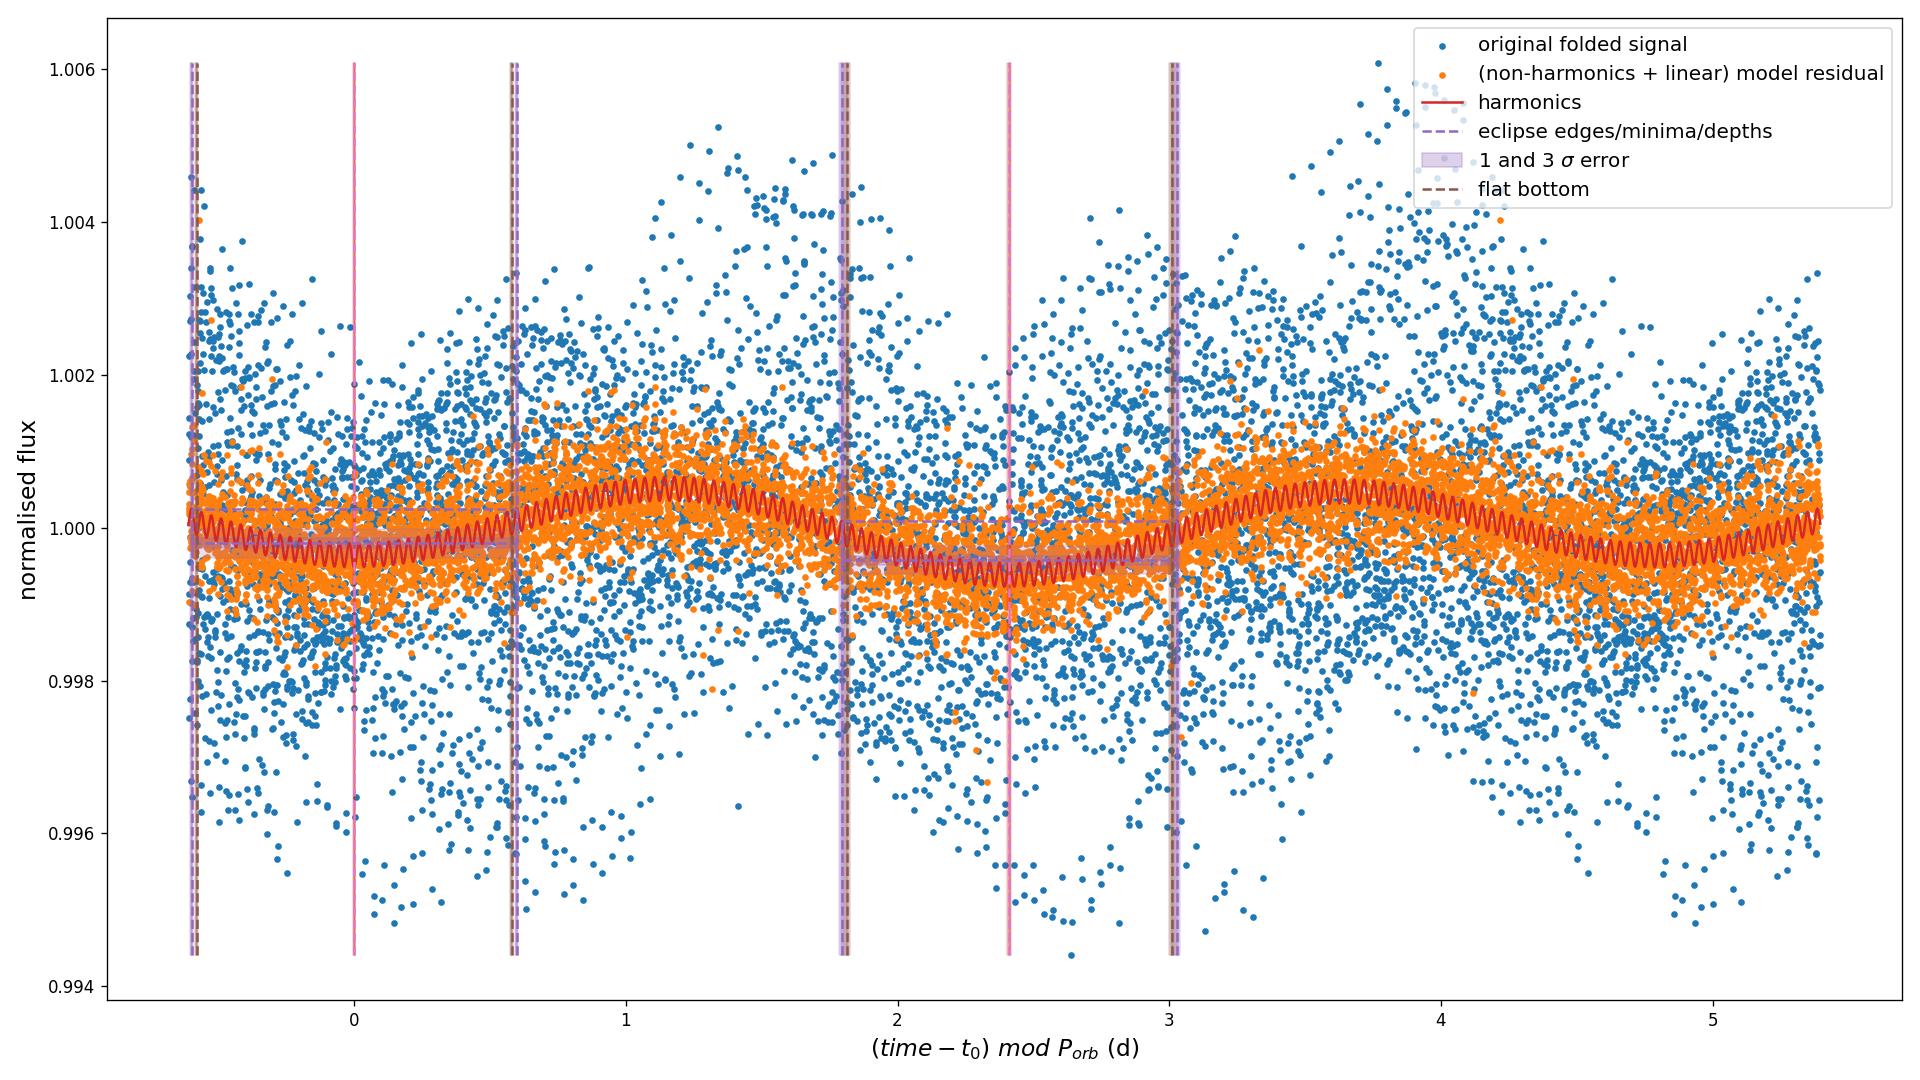 original folded signal
(non-harmonics + linear) model residual
harmonics
eclipse edges/minima/depths
1 and 3 σ error
flat bottom
normalised flux
1.006
1.004
1.002
1.000
0.998
0.996
0.994
0 1 2 3 4 5
(time − t₀) mod Pₒᵣb (d)